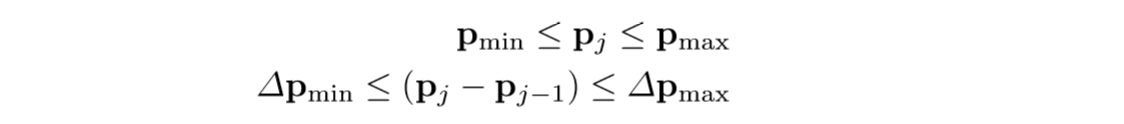 𝐩_min ≤ 𝐩_j ≤ 𝐩_max
𝛥𝐩_min ≤ (𝐩_j − 𝐩_{j−1}) ≤ 𝛥𝐩_max